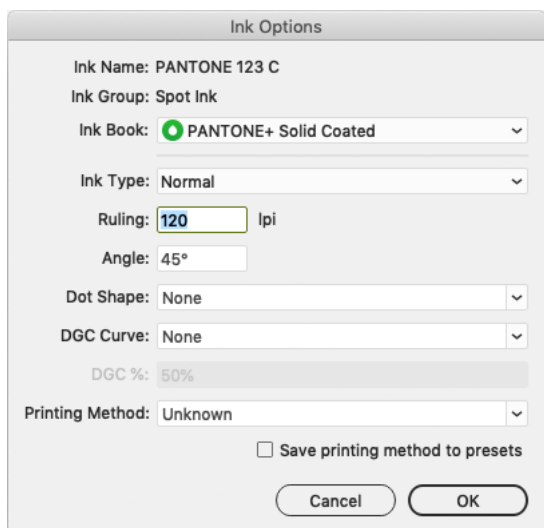 Ink Options
Ink Name: PANTONE 123 C
Ink Group: Spot Ink
Ink Book: PANTONE+ Solid Coated
Ink Type: Normal
Ruling: 120 lpi
Angle: 45°
Dot Shape: None
DGC Curve: None
DGC %: 50%
Printing Method: Unknown
Save printing method to presets
Cancel OK